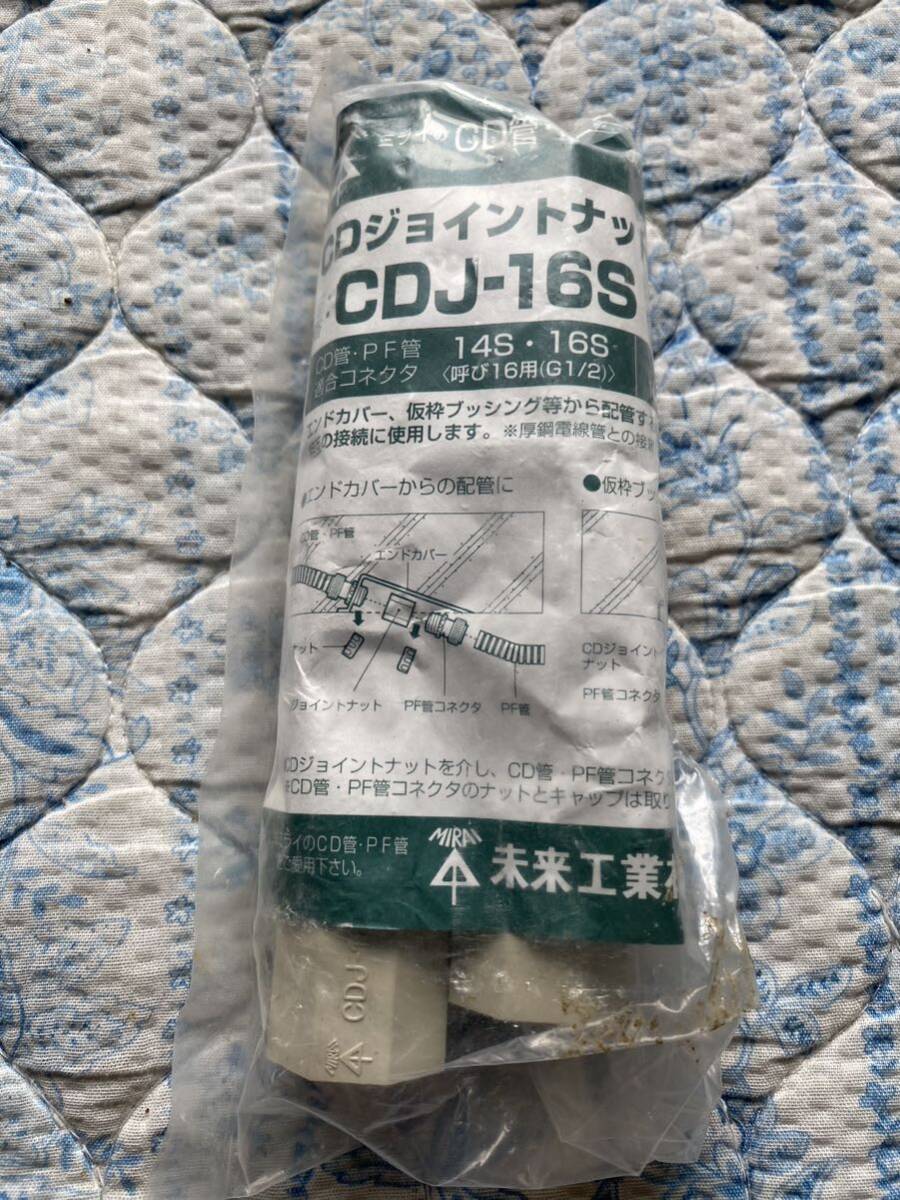 ミライの CD管
CDジョイントナッ
CDJ-16S
CD管・PF管
適合コネクタ
14S・16S
〈呼び16用(G1/2)〉
エンドカバー、仮枠ブッシング等から配管す
の接続に使用します。※厚鋼電線管との接
●エンドカバーからの配管に
●仮枠ブッ
CD管・PF管
エンドカバー
ナット
ジョイントナット
PF管コネクタ
PF管
CDジョイント
ナット
PF管コネクタ
CDジョイントナットを介し、CD管・PF管コネク
※CD管・PF管コネクタのナットとキャップは取り
ミライのCD管・PF管
ご愛用下さい。
MIRAI
未来工業
CDJ
MIRAI